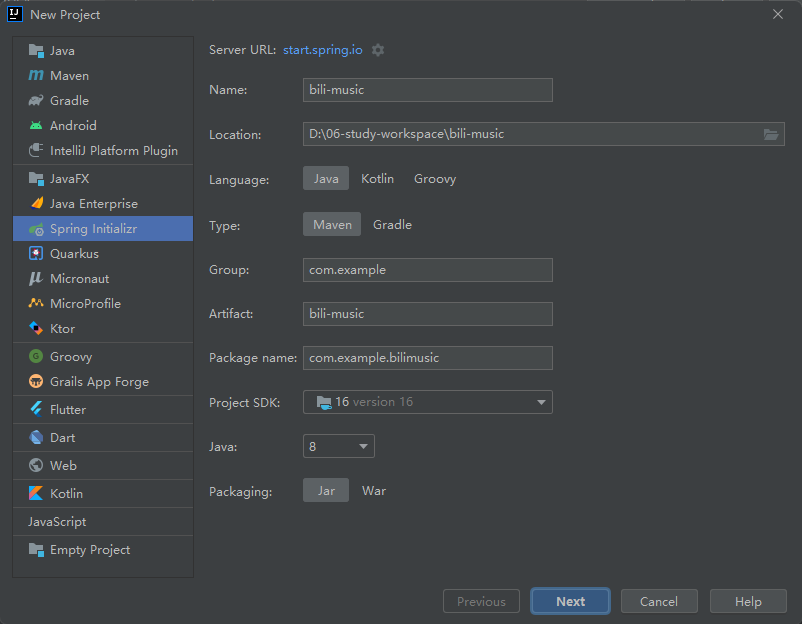 New Project
Java
Maven
Gradle
Android
IntelliJ Platform Plugin
JavaFX
Java Enterprise
Spring Initializr
Quarkus
Micronaut
MicroProfile
Ktor
Groovy
Grails App Forge
Flutter
Dart
Web
Kotlin
JavaScript
Empty Project
Server URL: start.spring.io
Name: bili-music
Location: D:\06-study-workspace\bili-music
Language: Java Kotlin Groovy
Type: Maven Gradle
Group: com.example
Artifact: bili-music
Package name: com.example.bilimusic
Project SDK: 16 version 16
Java: 8
Packaging: Jar War
Previous Next Cancel Help